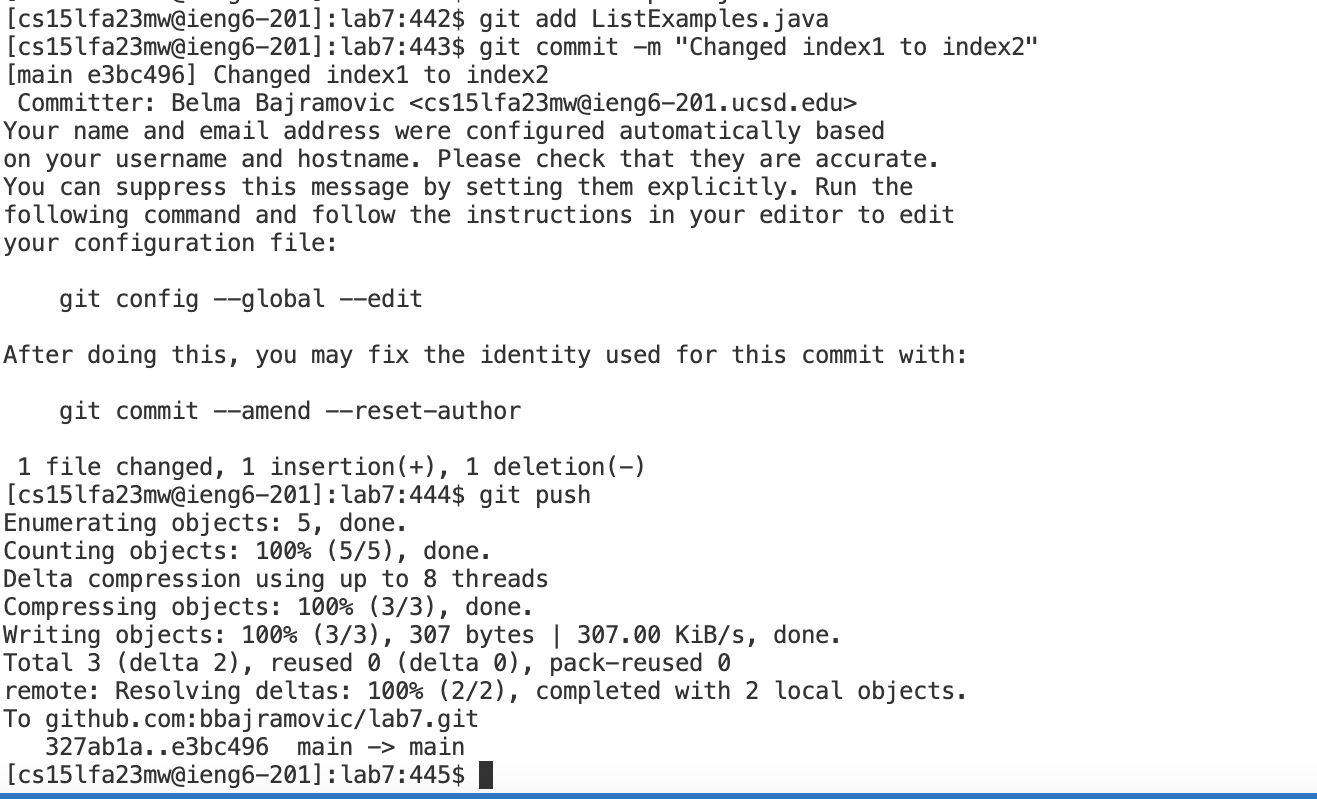 [cs15lfa23mw@ieng6-201]:lab7:442$ git add ListExamples.java
[cs15lfa23mw@ieng6-201]:lab7:443$ git commit -m "Changed index1 to index2"
[main e3bc496] Changed index1 to index2
 Committer: Belma Bajramovic <cs15lfa23mw@ieng6-201.ucsd.edu>
Your name and email address were configured automatically based
on your username and hostname. Please check that they are accurate.
You can suppress this message by setting them explicitly. Run the
following command and follow the instructions in your editor to edit
your configuration file:

    git config --global --edit

After doing this, you may fix the identity used for this commit with:

    git commit --amend --reset-author

 1 file changed, 1 insertion(+), 1 deletion(-)
[cs15lfa23mw@ieng6-201]:lab7:444$ git push
Enumerating objects: 5, done.
Counting objects: 100% (5/5), done.
Delta compression using up to 8 threads
Compressing objects: 100% (3/3), done.
Writing objects: 100% (3/3), 307 bytes | 307.00 KiB/s, done.
Total 3 (delta 2), reused 0 (delta 0), pack-reused 0
remote: Resolving deltas: 100% (2/2), completed with 2 local objects.
To github.com:bbajramovic/lab7.git
   327ab1a..e3bc496  main -> main
[cs15lfa23mw@ieng6-201]:lab7:445$